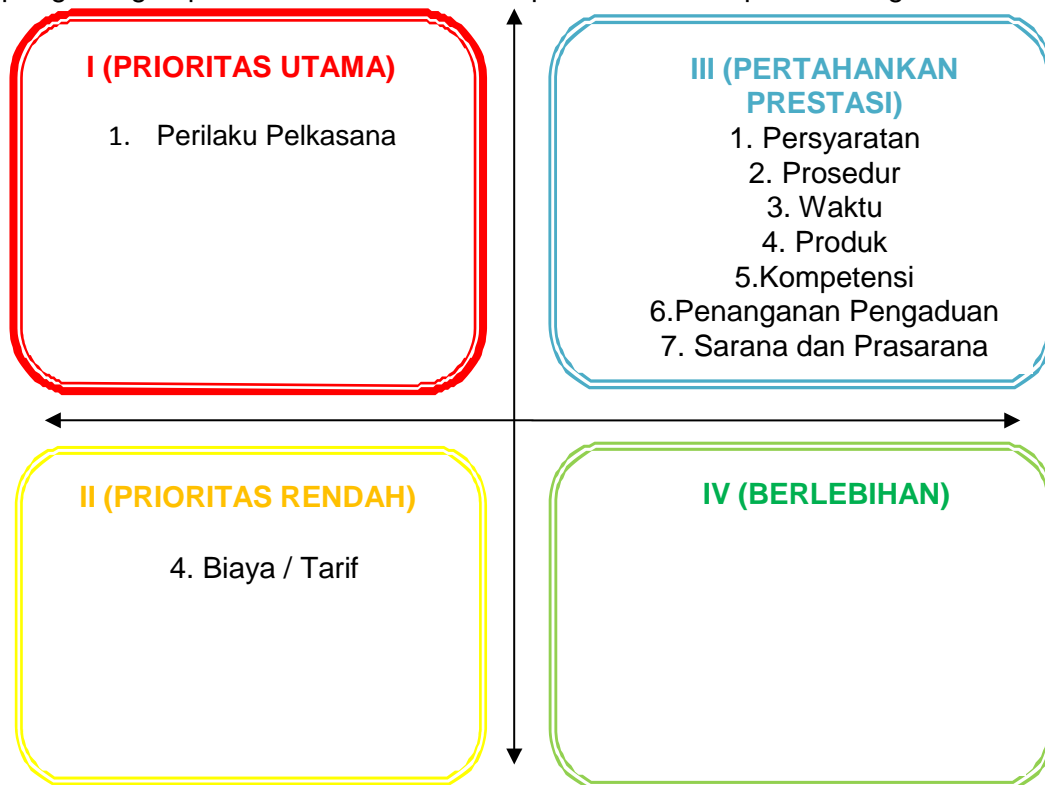 I (PRIORITAS UTAMA)
1. Perilaku Pelkasana
III (PERTAHANKAN
PRESTASI)
1. Persyaratan
2. Prosedur
3. Waktu
4. Produk
5.Kompetensi
6.Penanganan Pengaduan
7. Sarana dan Prasarana
II (PRIORITAS RENDAH)
4. Biaya / Tarif
IV (BERLEBIHAN)